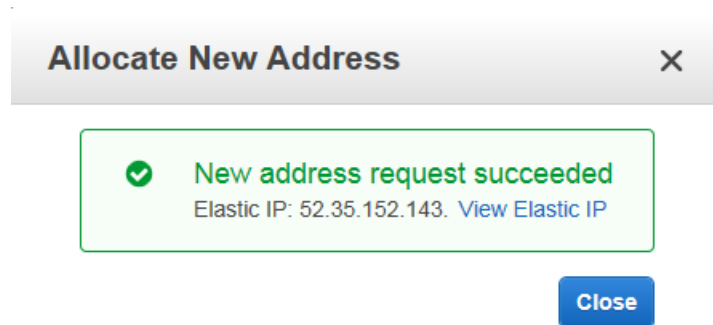 Allocate New Address
New address request succeeded
Elastic IP: 52.35.152.143. View Elastic IP
Close